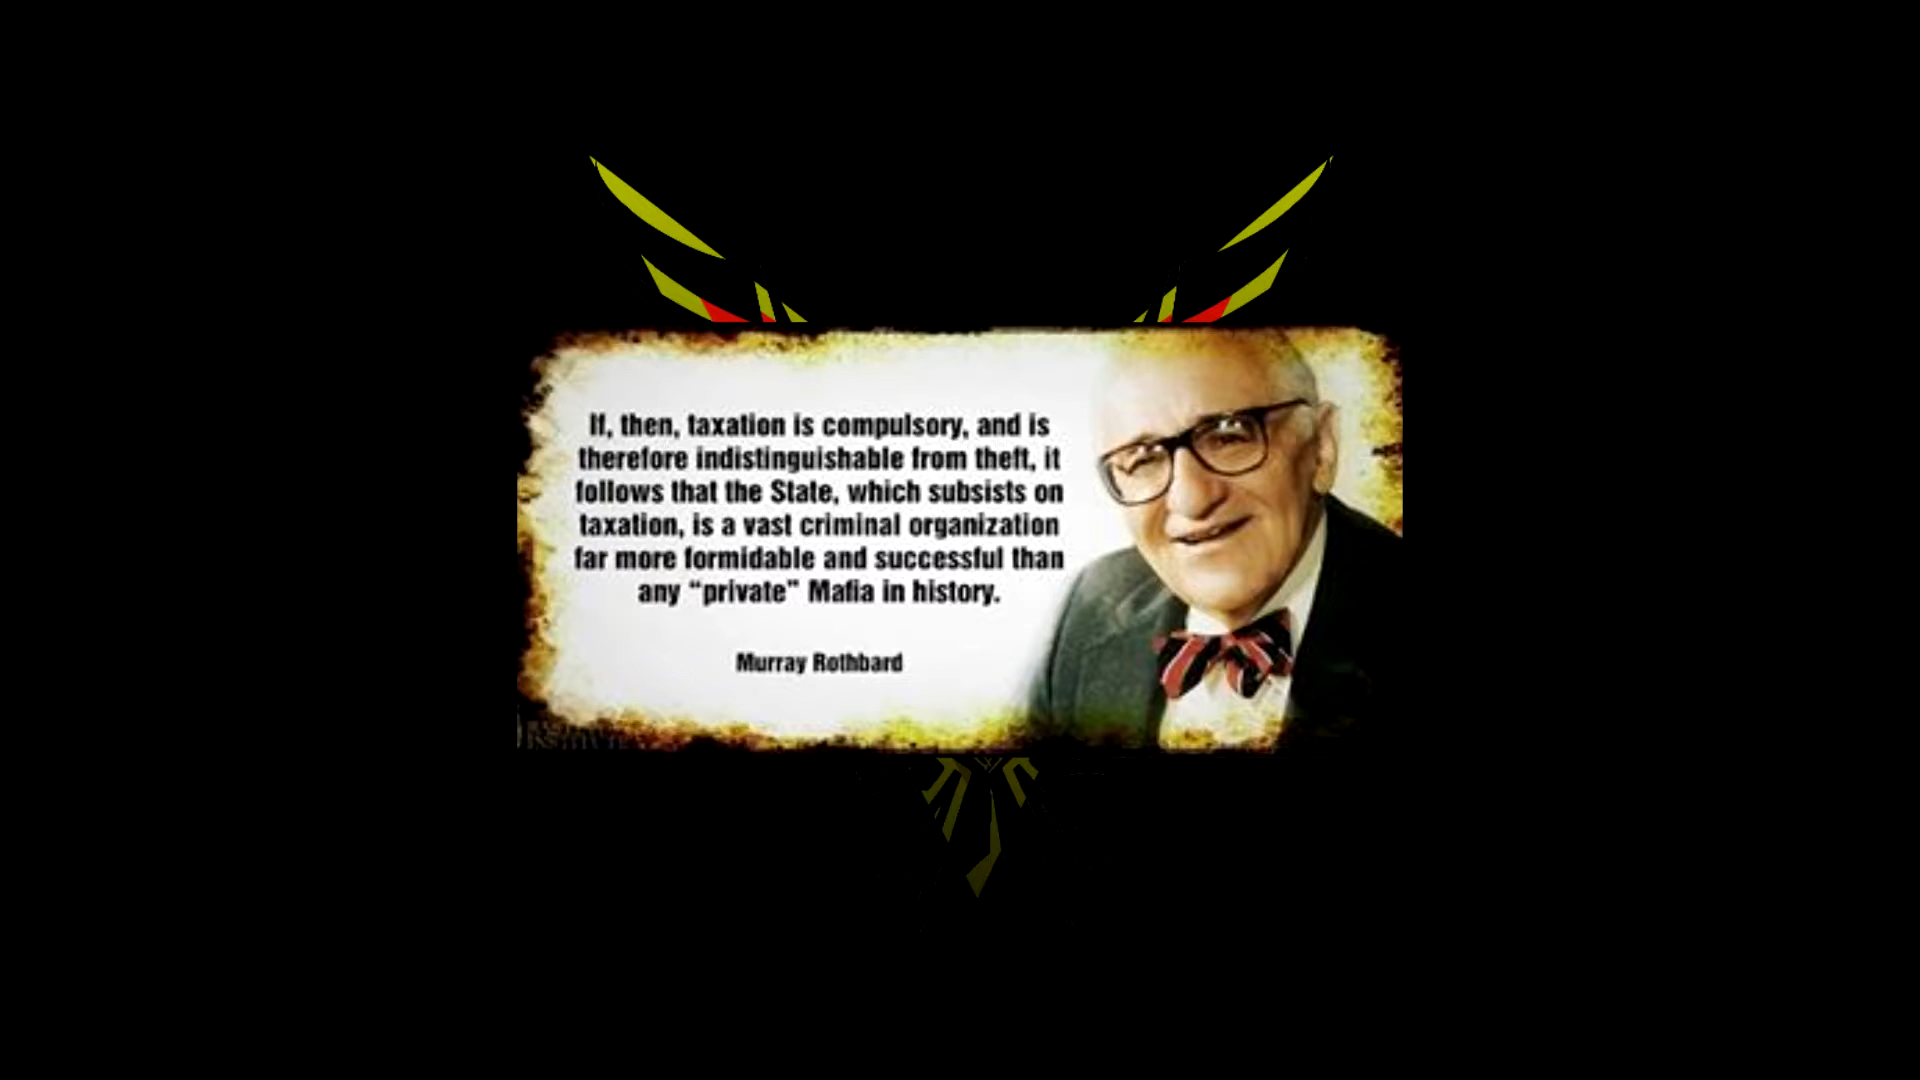 If, then, taxation is compulsory, and is
therefore indistinguishable from theft, it
follows that the State, which subsists on
taxation, is a vast criminal organization
far more formidable and successful than
any “private” Mafia in history.
Murray Rothbard